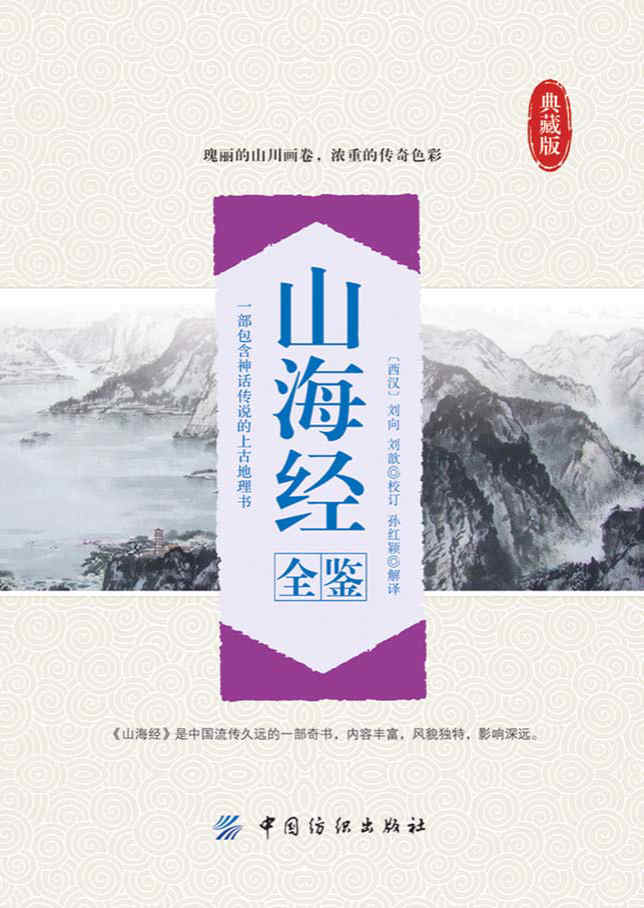 典藏版
瑰丽的山川画卷，浓重的传奇色彩
山海经
全鉴
一部包含神话传说的上古地理书
〔西汉〕刘向 刘歆◎校订 孙红颖◎解译
《山海经》是中国流传久远的一部奇书，内容丰富，风貌独特，影响深远。
中国纺织出版社